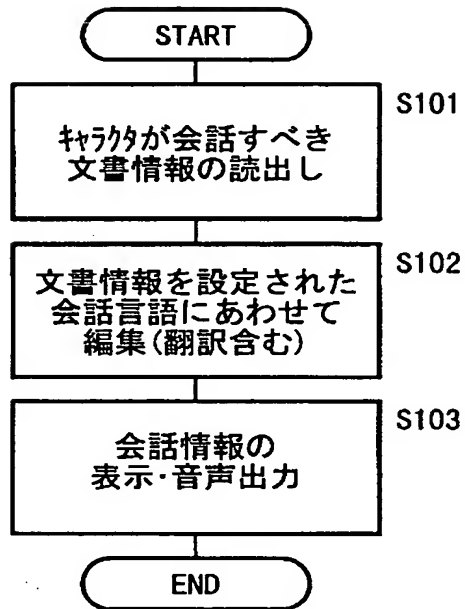 START
S101
ｷｬﾗｸﾀが会話すべき
文書情報の読出し
S102
文書情報を設定された
会話言語にあわせて
編集(翻訳含む)
S103
会話情報の
表示･音声出力
END